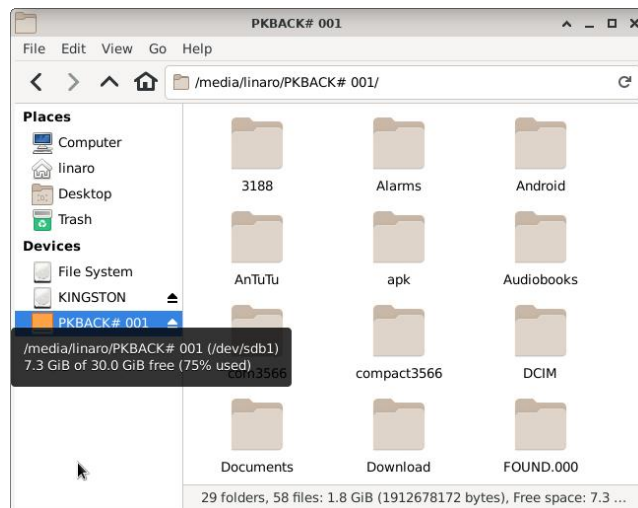 PKBACK# 001
File Edit View Go Help
/media/linaro/PKBACK# 001/
Places
Computer
linaro
Desktop
Trash
Devices
File System
KINGSTON
PKBACK# 001
/media/linaro/PKBACK# 001 (/dev/sdb1)
7.3 GiB of 30.0 GiB free (75% used)
3188 Alarms Android
AnTuTu apk Audiobooks
com3566 compact3566 DCIM
Documents Download FOUND.000
29 folders, 58 files: 1.8 GiB (1912678172 bytes), Free space: 7.3 ...